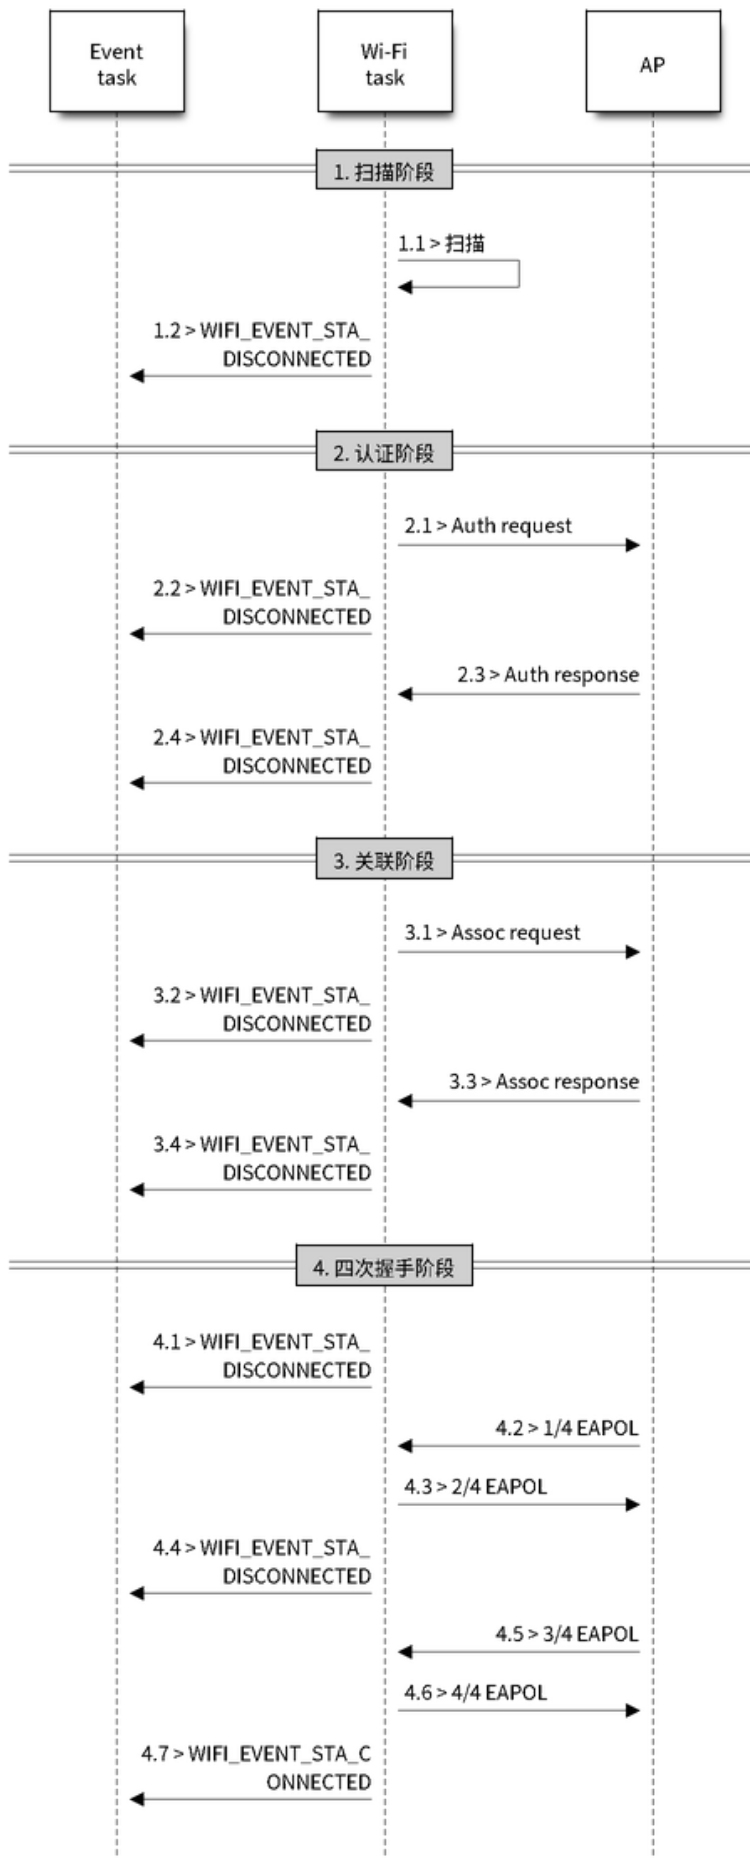 Event
task
Wi-Fi
task
AP
1. 扫描阶段
1.1 > 扫描
1.2 > WIFI_EVENT_STA_
DISCONNECTED
2. 认证阶段
2.1 > Auth request
2.2 > WIFI_EVENT_STA_
DISCONNECTED
2.3 > Auth response
2.4 > WIFI_EVENT_STA_
DISCONNECTED
3. 关联阶段
3.1 > Assoc request
3.2 > WIFI_EVENT_STA_
DISCONNECTED
3.3 > Assoc response
3.4 > WIFI_EVENT_STA_
DISCONNECTED
4. 四次握手阶段
4.1 > WIFI_EVENT_STA_
DISCONNECTED
4.2 > 1/4 EAPOL
4.3 > 2/4 EAPOL
4.4 > WIFI_EVENT_STA_
DISCONNECTED
4.5 > 3/4 EAPOL
4.6 > 4/4 EAPOL
4.7 > WIFI_EVENT_STA_C
ONNECTED